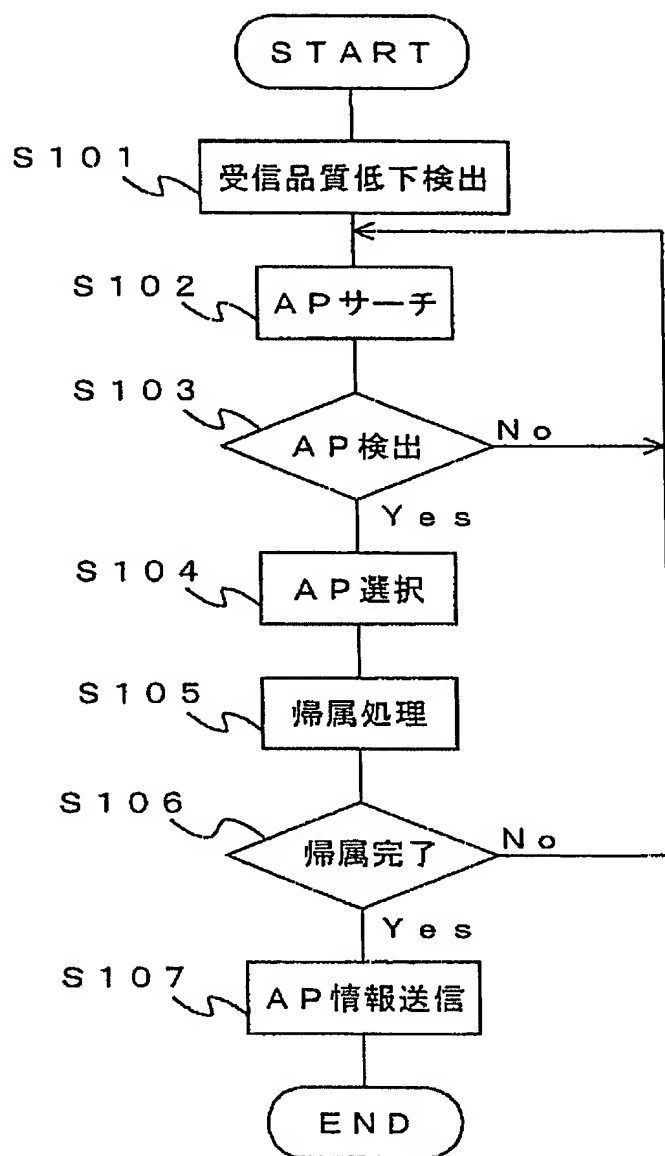 START
S101
受信品質低下検出
S102
APサーチ
S103
AP検出
No
Yes
S104
AP選択
S105
帰属処理
S106
帰属完了
No
Yes
S107
AP情報送信
END